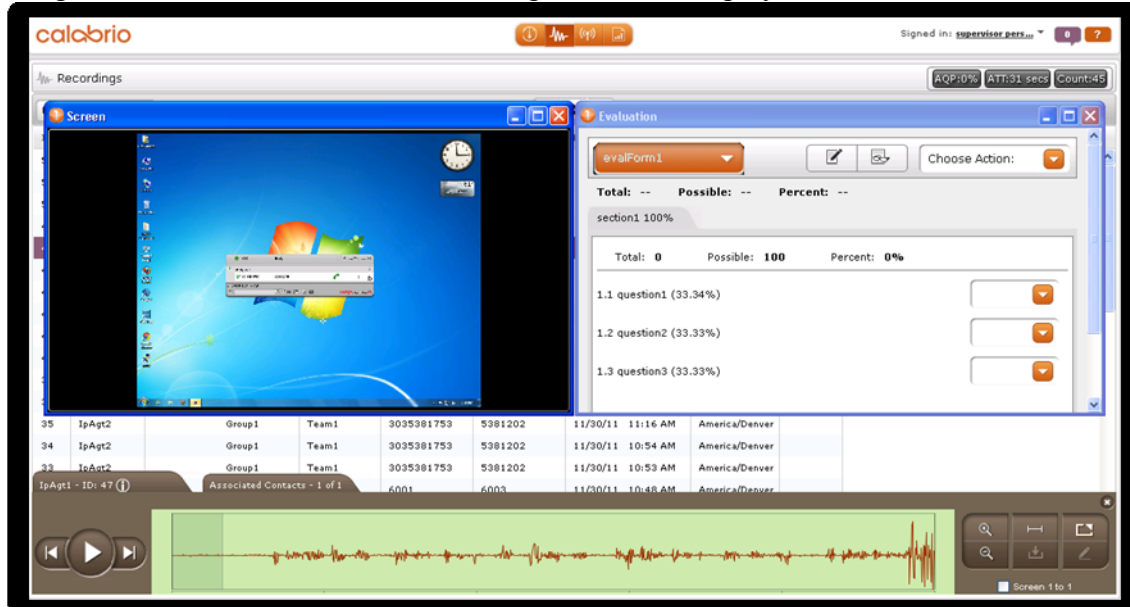 calabrio
Signed in: supervisor pers...
0
?
Recordings
AQP:0%
ATT:31 secs
Count:45
Screen
Evaluation
evalForm1
Choose Action:
Total: -- Possible: -- Percent: --
section1 100%
Total: 0 Possible: 100 Percent: 0%
1.1 question1 (33.34%)
1.2 question2 (33.33%)
1.3 question3 (33.33%)
35 IpAgt2 Group1 Team1 3035381753 5381202 11/30/11 11:16 AM America/Denver
34 IpAgt2 Group1 Team1 3035381753 5381202 11/30/11 10:54 AM America/Denver
33 IpAgt2 Group1 Team1 3035381753 5381202 11/30/11 10:53 AM America/Denver
6001 6003 11/30/11 10:48 AM America/Denver
IpAgt1 - ID: 47
Associated Contacts - 1 of 1
Screen 1 to 1